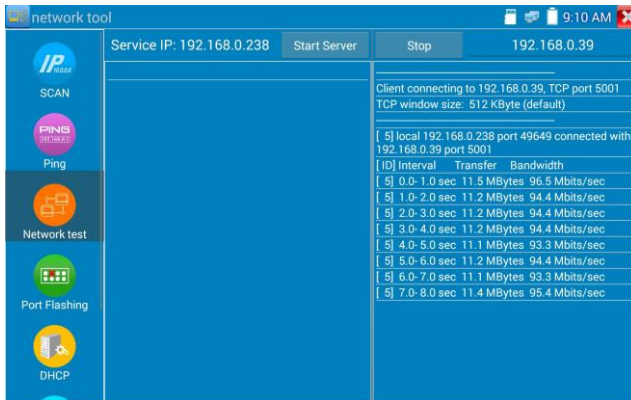 network tool
9:10 AM
IP
SCAN
PING
Ping
Network test
Port Flashing
DHCP
Service IP: 192.168.0.238
Start Server
Stop
192.168.0.39
Client connecting to 192.168.0.39, TCP port 5001
TCP window size: 512 KByte (default)
[ 5] local 192.168.0.238 port 49649 connected with
192.168.0.39 port 5001
[ID] Interval Transfer Bandwidth
[ 5] 0.0- 1.0 sec 11.5 MBytes 96.5 Mbits/sec
[ 5] 1.0- 2.0 sec 11.2 MBytes 94.4 Mbits/sec
[ 5] 2.0- 3.0 sec 11.2 MBytes 94.4 Mbits/sec
[ 5] 3.0- 4.0 sec 11.2 MBytes 94.4 Mbits/sec
[ 5] 4.0- 5.0 sec 11.1 MBytes 93.3 Mbits/sec
[ 5] 5.0- 6.0 sec 11.2 MBytes 94.4 Mbits/sec
[ 5] 6.0- 7.0 sec 11.1 MBytes 93.3 Mbits/sec
[ 5] 7.0- 8.0 sec 11.4 MBytes 95.4 Mbits/sec